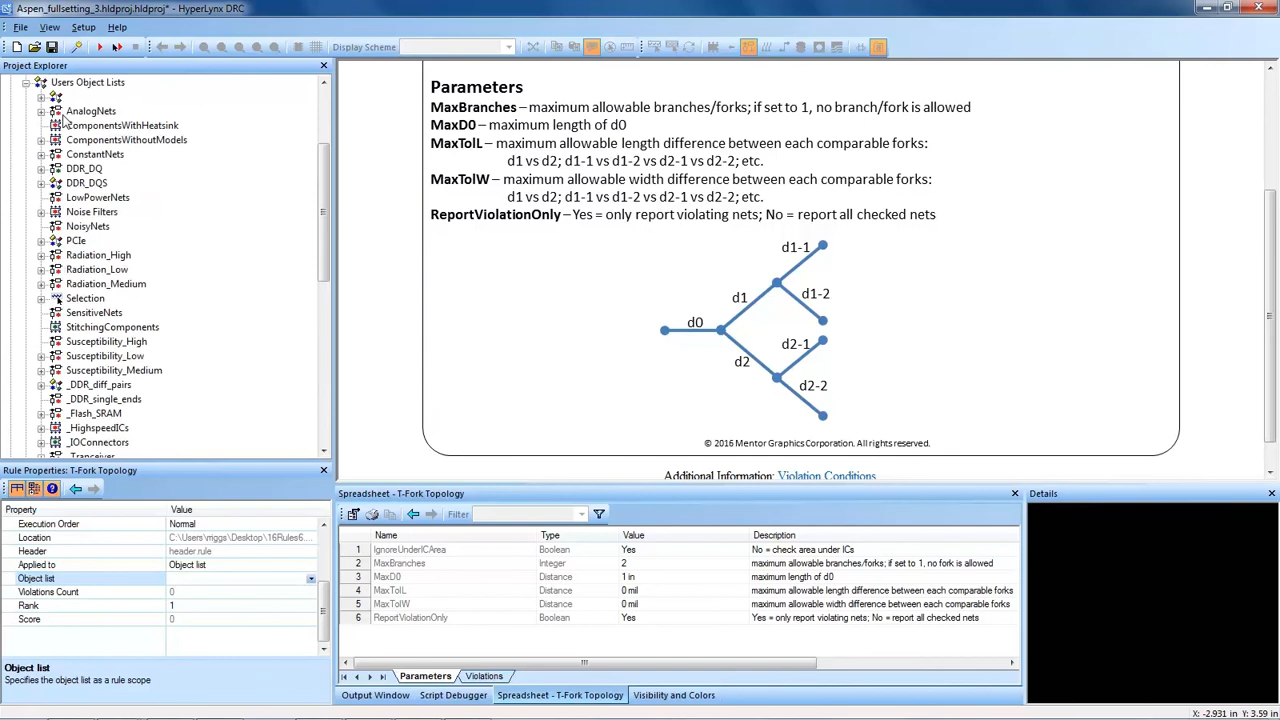 Aspen_fullsetting_3.hldproj.hldproj* - HyperLynx DRC
File View Setup Help
Display Scheme
Project Explorer
Users Object Lists
AnalogNets
ComponentsWithHeatsink
ComponentsWithoutModels
ConstantNets
DDR_DQ
DDR_DQS
LowPowerNets
Noise Filters
NoisyNets
PCIe
Radiation_High
Radiation_Low
Radiation_Medium
Selection
SensitiveNets
StitchingComponents
Susceptibility_High
Susceptibility_Low
Susceptibility_Medium
_DDR_diff_pairs
_DDR_single_ends
_Flash_SRAM
_HighspeedICs
_IOConnectors
_Tranceiver
Parameters
MaxBranches – maximum allowable branches/forks; if set to 1, no branch/fork is allowed
MaxD0 – maximum length of d0
MaxTolL – maximum allowable length difference between each comparable forks:
d1 vs d2; d1-1 vs d1-2 vs d2-1 vs d2-2; etc.
MaxTolW – maximum allowable width difference between each comparable forks:
d1 vs d2; d1-1 vs d1-2 vs d2-1 vs d2-2; etc.
ReportViolationOnly – Yes = only report violating nets; No = report all checked nets
d1-1
d1
d1-2
d0
d2-1
d2
d2-2
© 2016 Mentor Graphics Corporation. All rights reserved.
Additional Information: Violation Conditions
Rule Properties: T-Fork Topology
Property Value
Execution Order Normal
Location C:\Users\rriggs\Desktop\16Rules6....
Header header.rule
Applied to Object list
Object list
Violations Count 0
Rank 1
Score 0
Object list
Specifies the object list as a rule scope
Spreadsheet - T-Fork Topology
Filter
Name Type Value Description
1 IgnoreUnderICArea Boolean Yes No = check area under ICs
2 MaxBranches Integer 2 maximum allowable branches/forks; if set to 1, no fork is allowed
3 MaxD0 Distance 1 in maximum length of d0
4 MaxTolL Distance 0 mil maximum allowable length difference between each comparable forks
5 MaxTolW Distance 0 mil maximum allowable width difference between each comparable forks
6 ReportViolationOnly Boolean Yes Yes = only report violating nets; No = report all checked nets
Parameters Violations
Output Window Script Debugger Spreadsheet - T-Fork Topology Visibility and Colors
Details
X: -2.931 in Y: 3.59 in